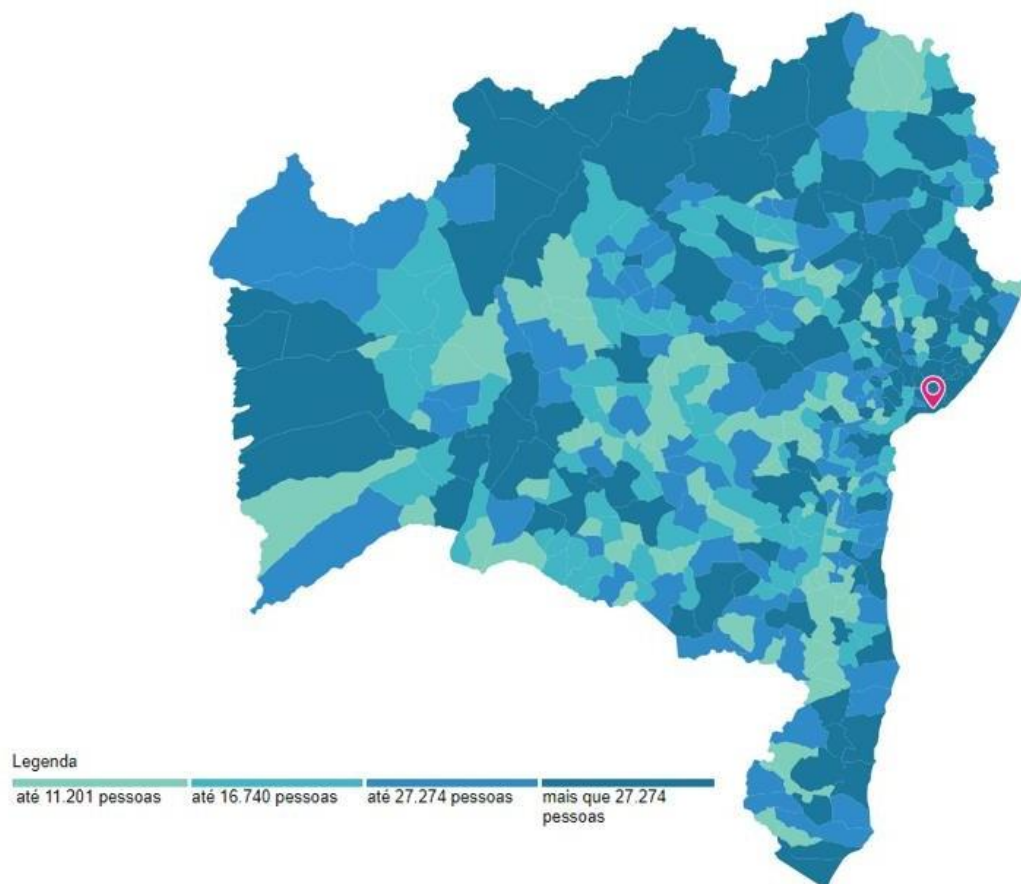 Legenda
até 11.201 pessoas até 16.740 pessoas até 27.274 pessoas mais que 27.274
pessoas